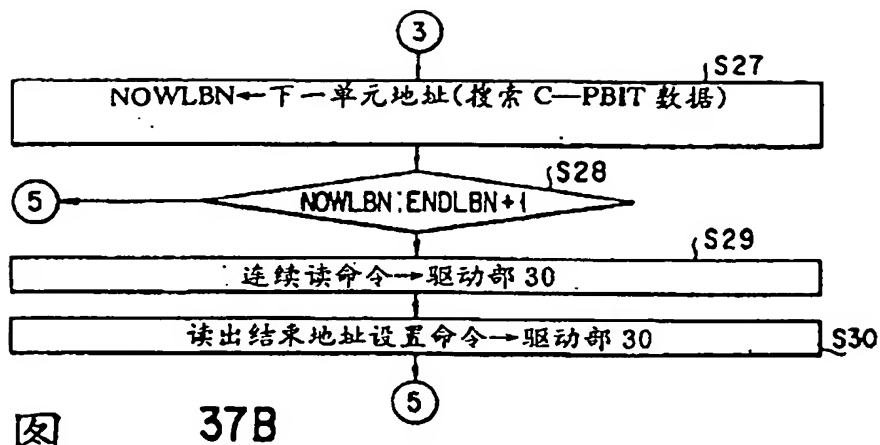 3
S27
NOWLBN←下一单元地址(搜索 C—PBIT 数据)
S28
5
NOWLBN:ENDLBN+1
S29
连续读命令→驱动部 30
读出结束地址设置命令→驱动部 30
S30
5
图 37B